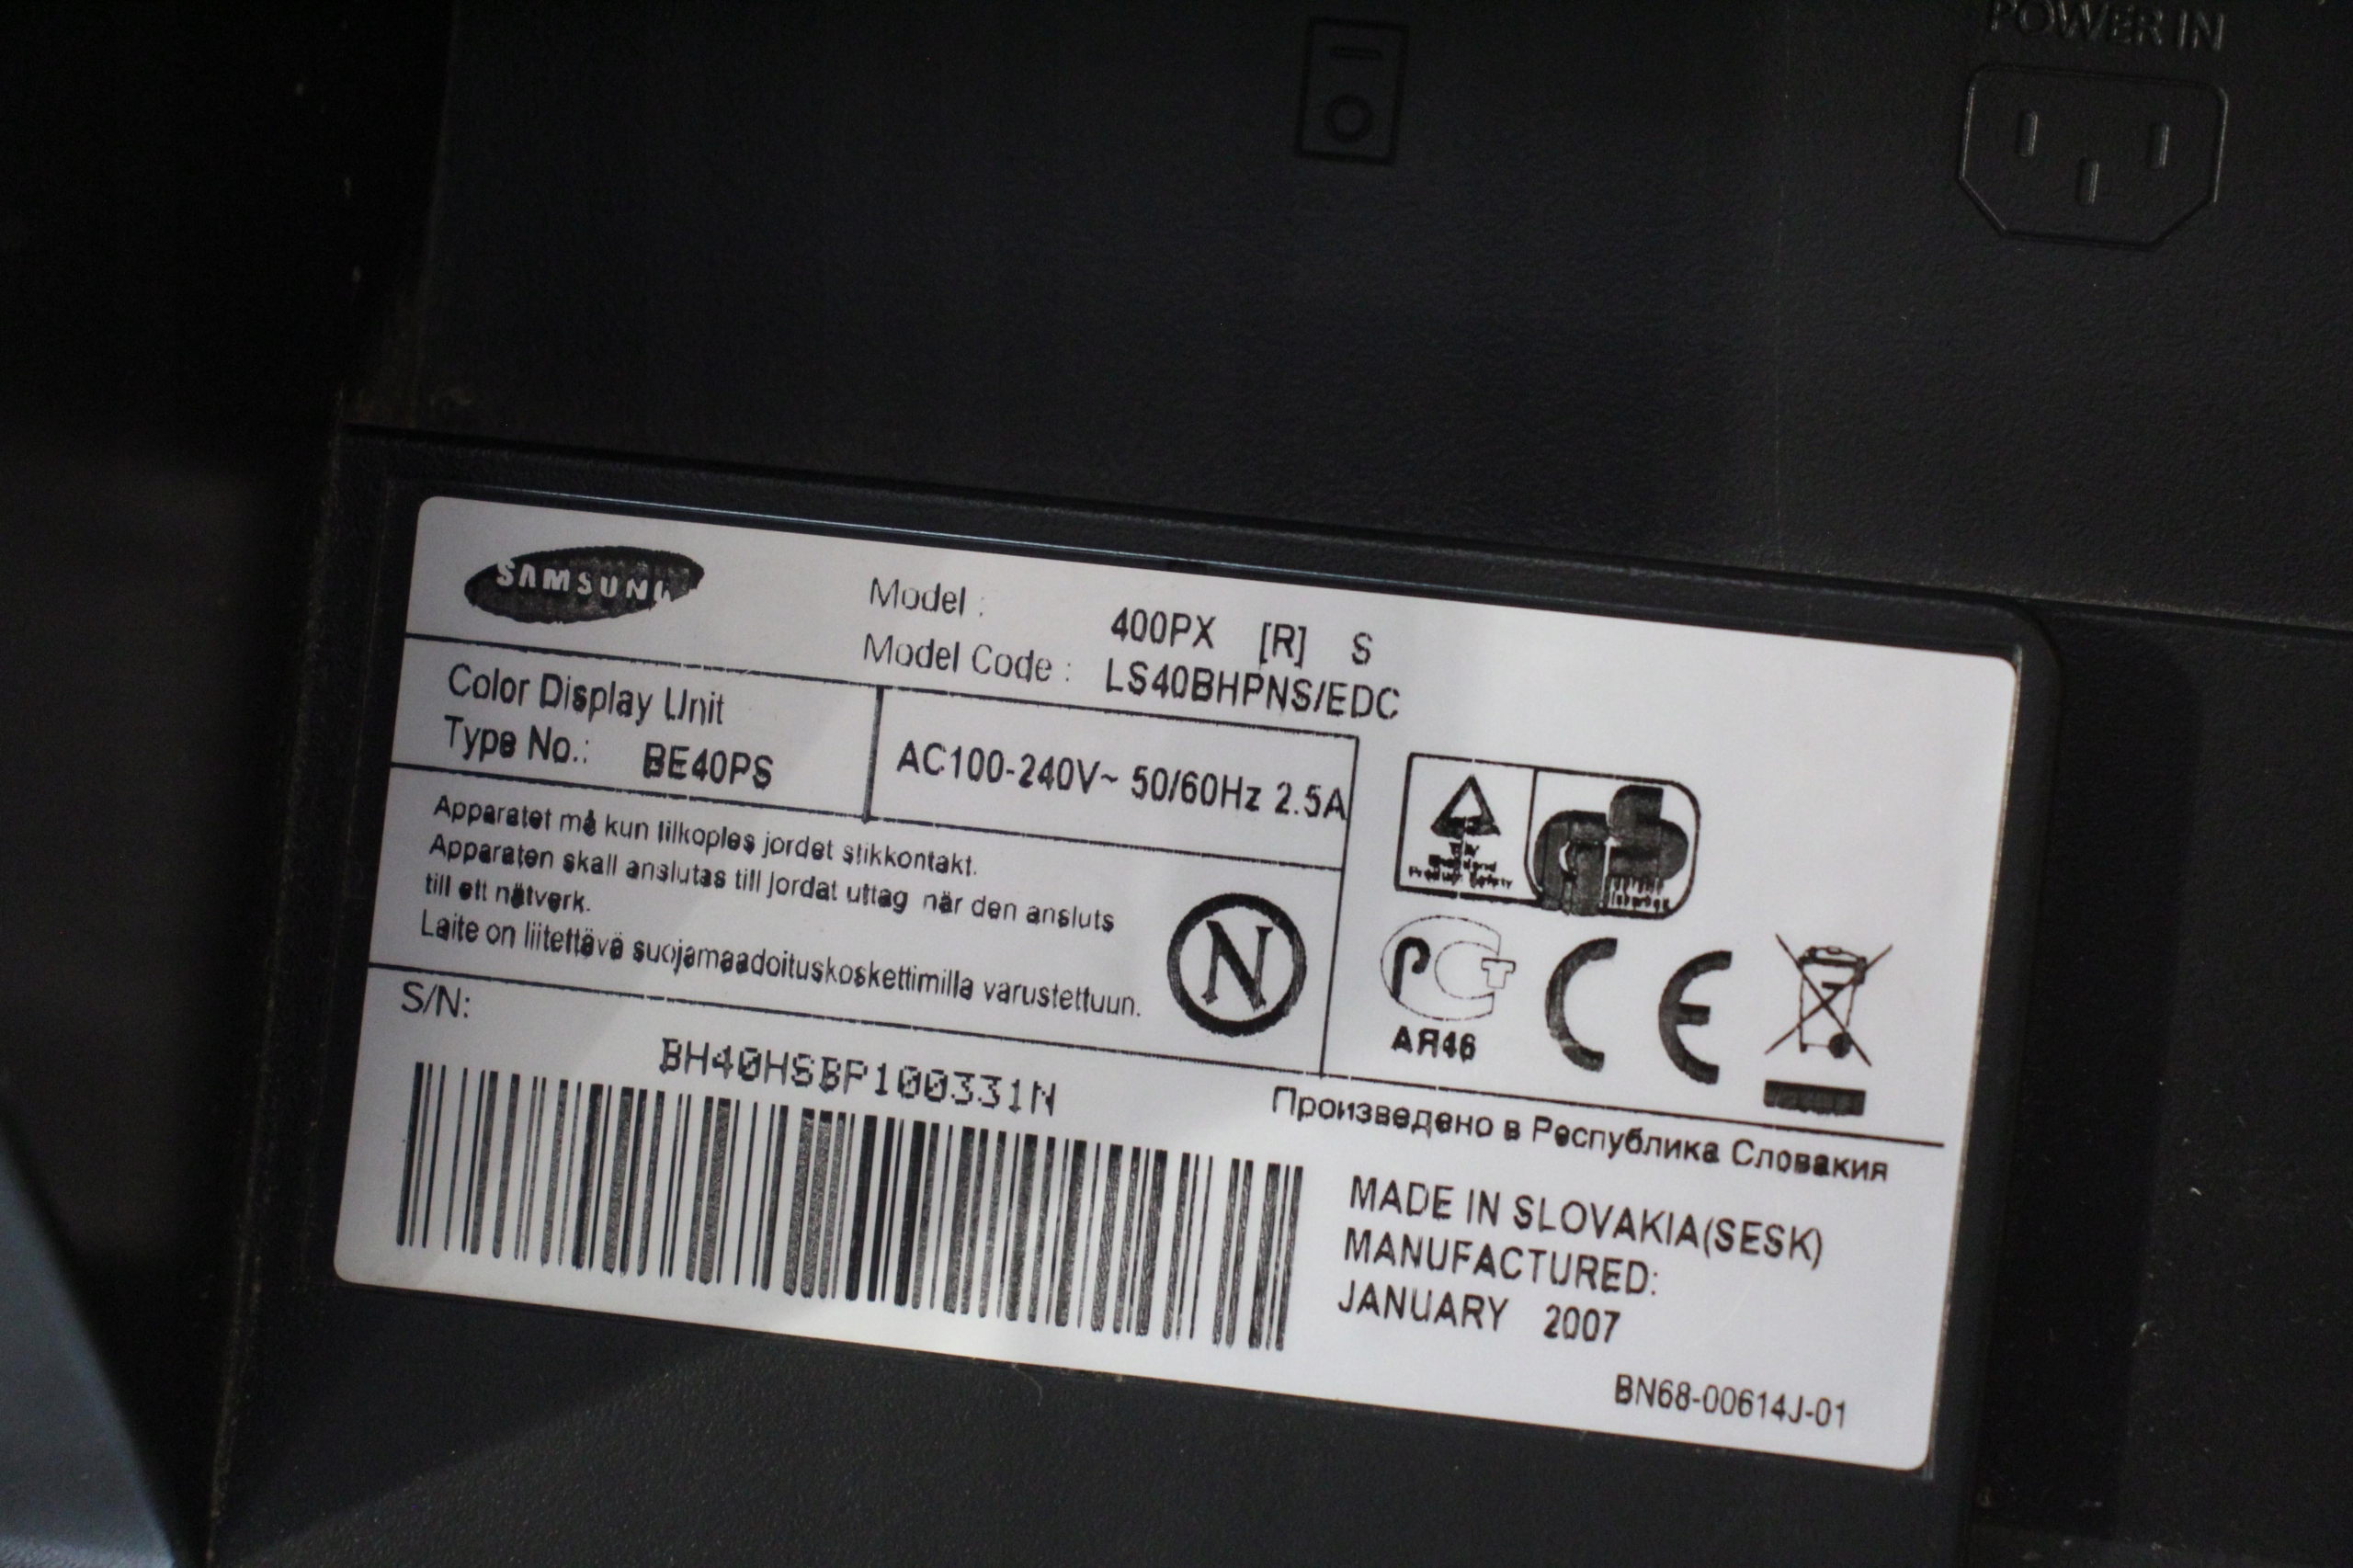 POWER IN
SAMSUNG
Model : 400PX [R] S
Model Code : LS40BHPNS/EDC
Color Display Unit
Type No.: BE40PS
AC100-240V~ 50/60Hz 2.5A
Apparatet må kun tilkoples jordet stikkontakt.
Apparaten skall anslutas till jordat uttag när den ansluts
till ett nätverk.
Laite on liitettävä suojamaadoituskoskettimilla varustettuun.
N
GS
PCT
АЯ46
CE
S/N:
BH40HSBP100331N
Произведено в Республика Словакия
MADE IN SLOVAKIA(SESK)
MANUFACTURED:
JANUARY 2007
BN68-00614J-01